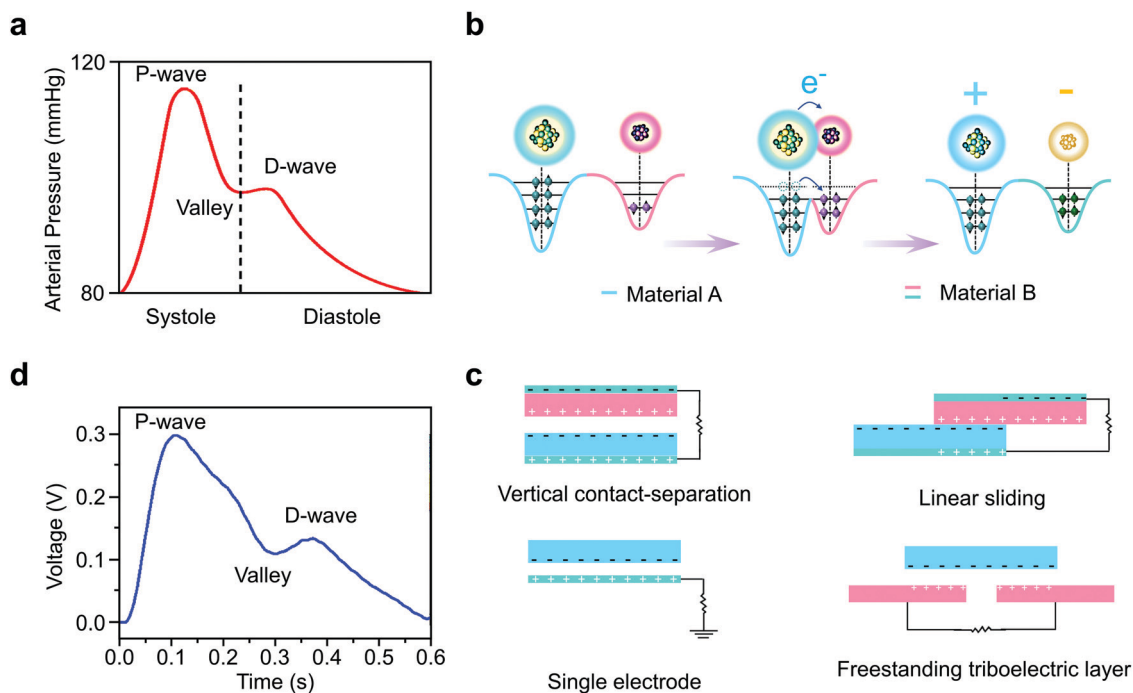 a
120
P-wave
D-wave
Valley
80
Arterial Pressure (mmHg)
Systole
Diastole
b
e-
+
-
Material A
Material B
d
P-wave
0.3
0.2
D-wave
0.1
Valley
0.0
Voltage (V)
0.0 0.1 0.2 0.3 0.4 0.5 0.6
Time (s)
c
Vertical contact-separation
Linear sliding
Single electrode
Freestanding triboelectric layer